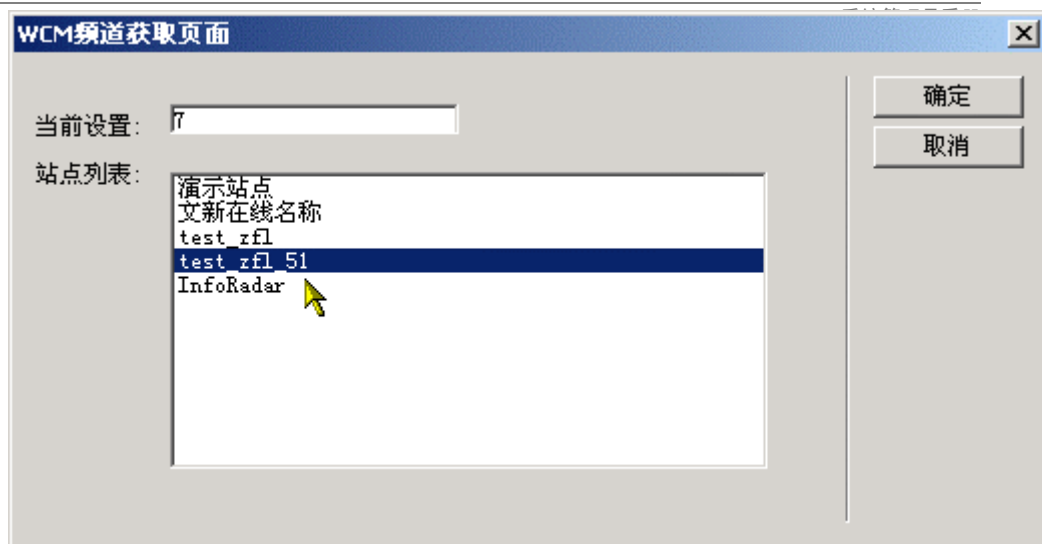 WCM频道获取页面
确定
当前设置: 7
取消
站点列表:
演示站点
文新在线名称
test_zfl
test_zfl_51
InfoRadar